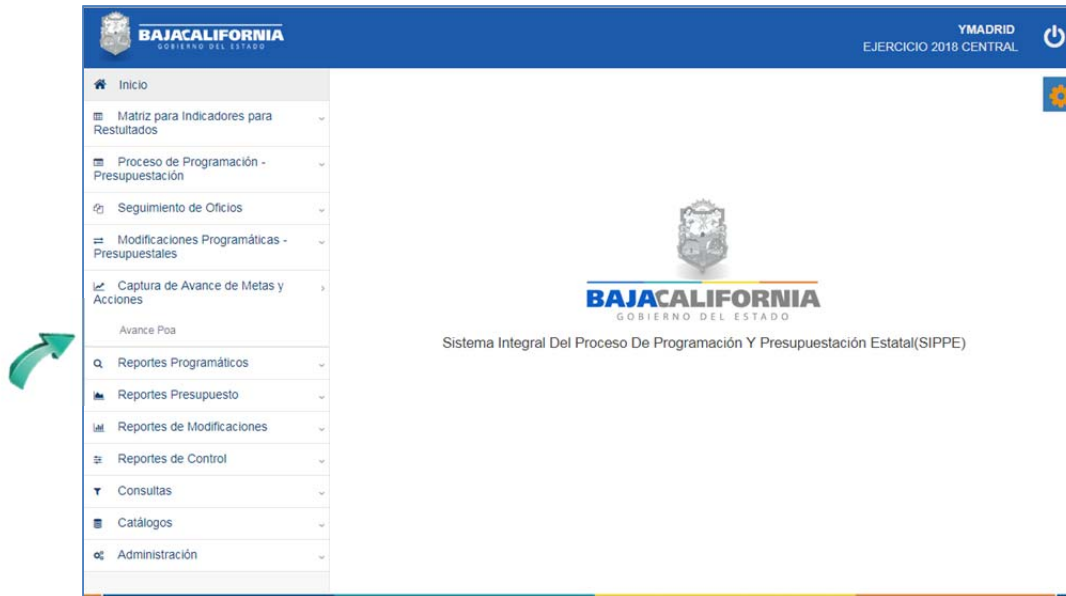 BAJACALIFORNIA
GOBIERNO DEL ESTADO
YMADRID
EJERCICIO 2018 CENTRAL
Inicio
Matriz para Indicadores para
Restultados
Proceso de Programación -
Presupuestación
Seguimiento de Oficios
Modificaciones Programáticas -
Presupuestales
Captura de Avance de Metas y
Acciones
Avance Poa
Reportes Programáticos
Reportes Presupuesto
Reportes de Modificaciones
Reportes de Control
Consultas
Catálogos
Administración
BAJACALIFORNIA
GOBIERNO DEL ESTADO
Sistema Integral Del Proceso De Programación Y Presupuestación Estatal(SIPPE)